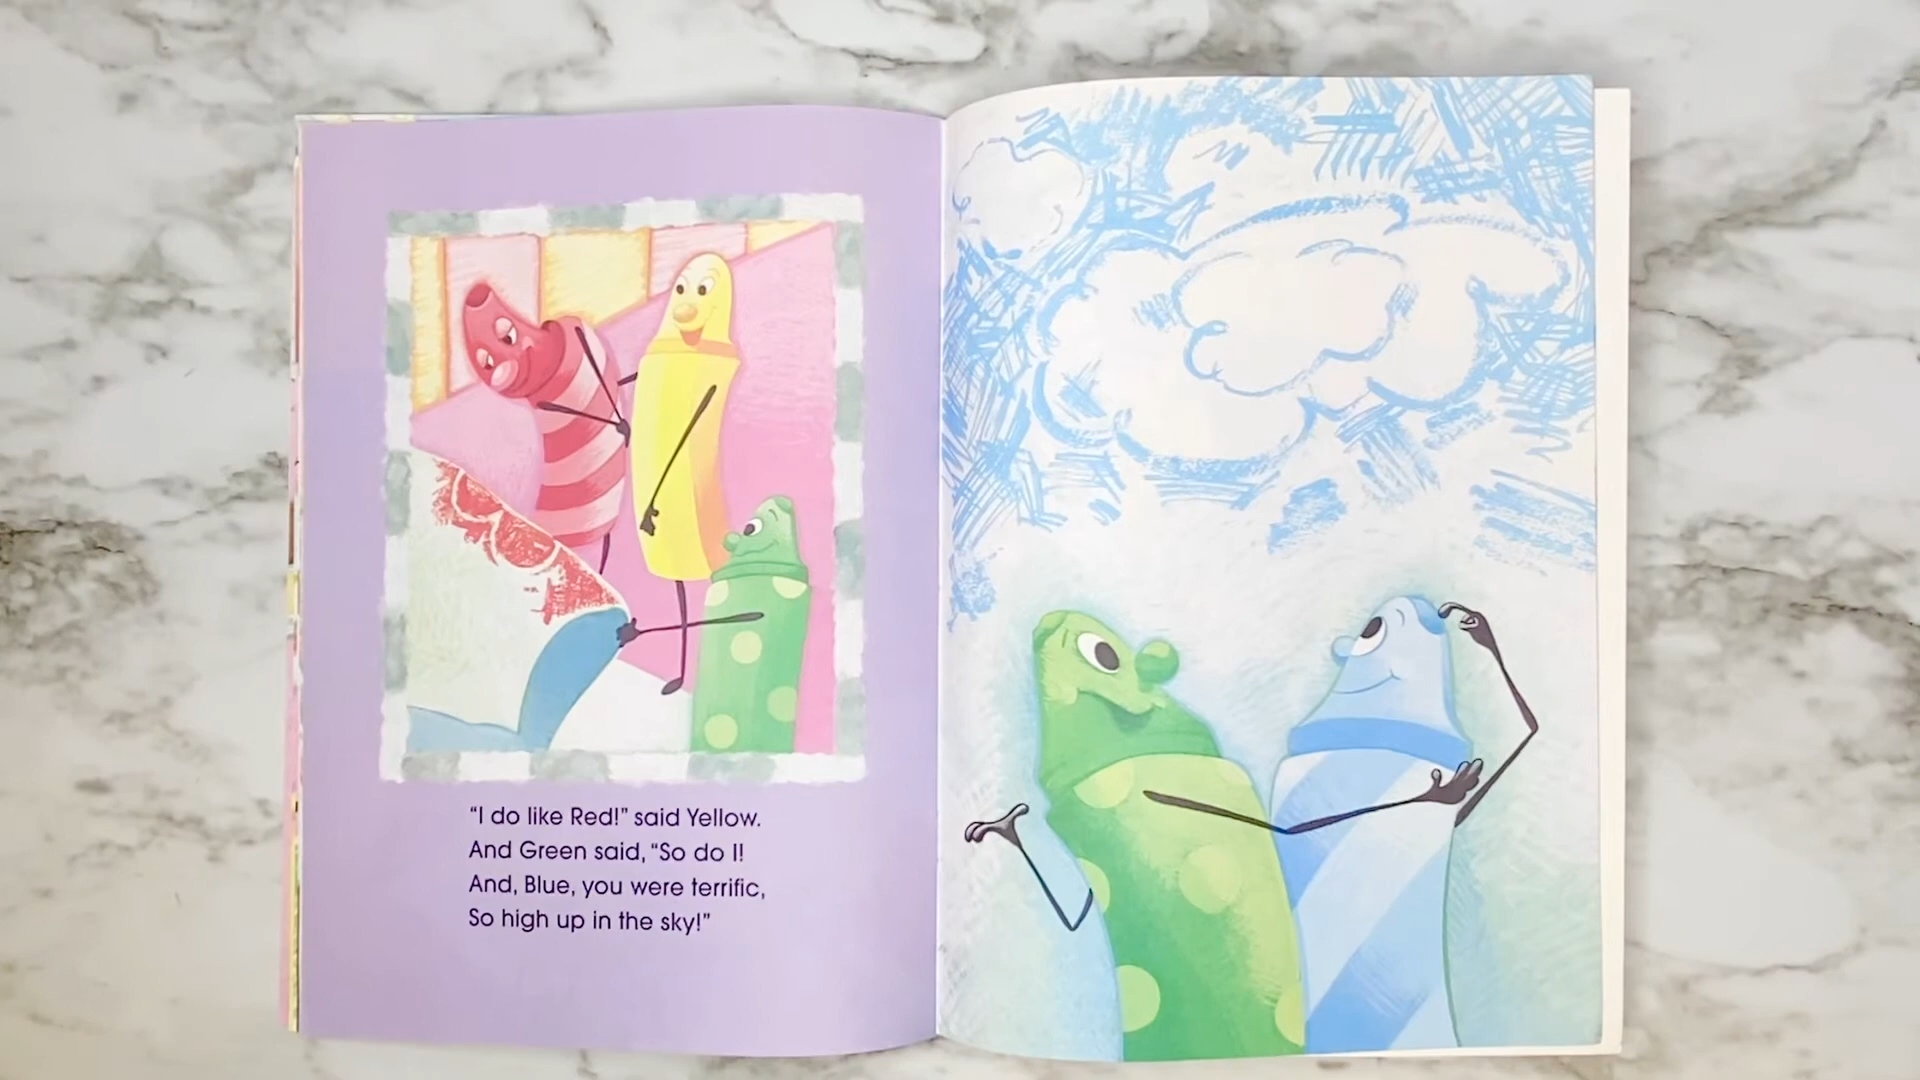 “I do like Red!” said Yellow.
And Green said, “So do I!
And, Blue, you were terrific,
So high up in the sky!”